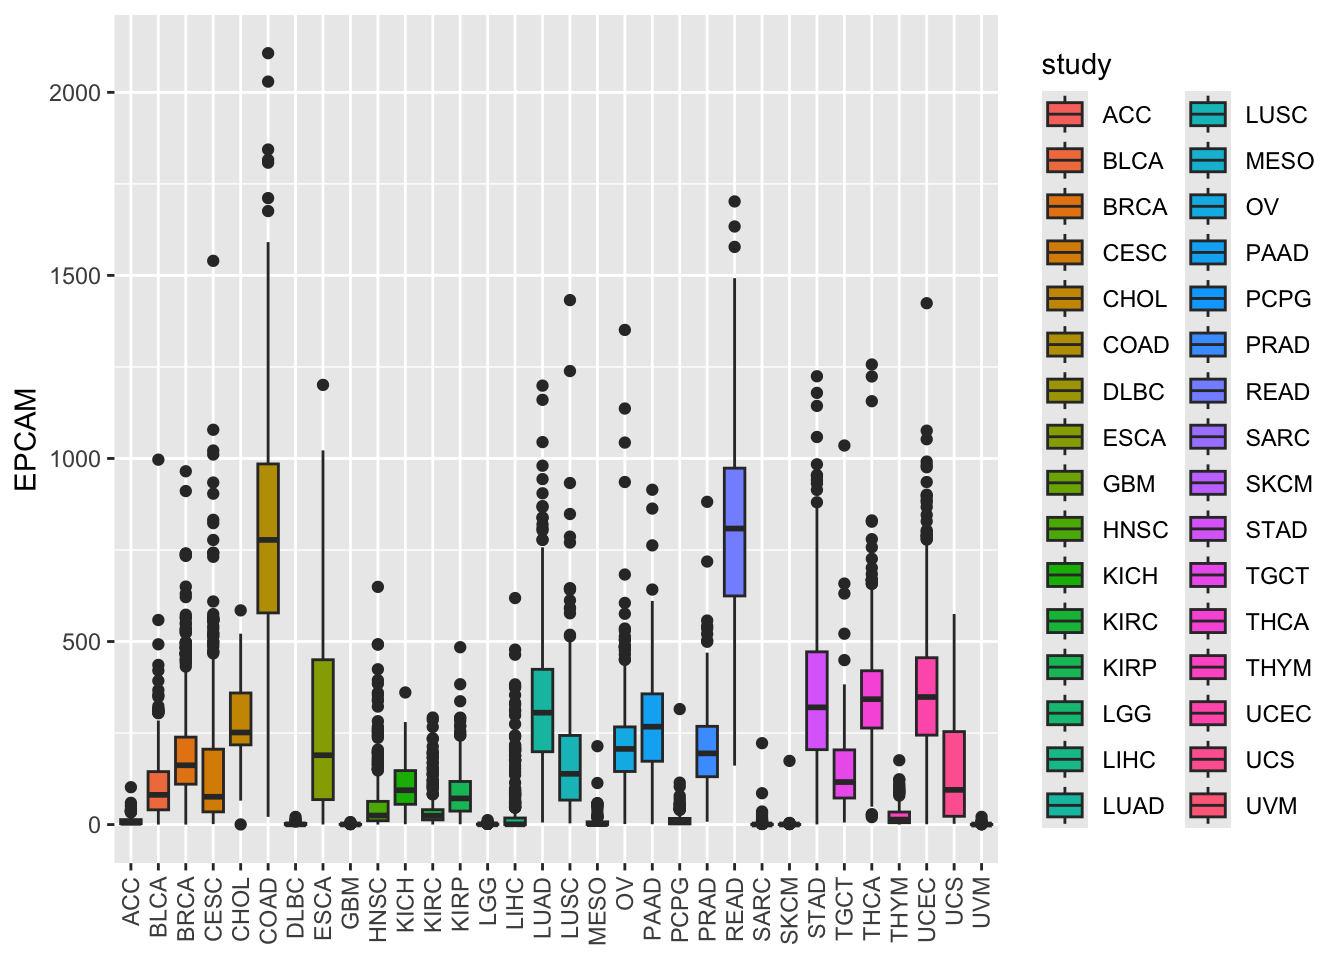 EPCAM
2000
1500
1000
500
0
ACC BLCA BRCA CESC CHOL COAD DLBC ESCA GBM HNSC KICH KIRC KIRP LGG LIHC LUAD LUSC MESO OV PAAD PCPG PRAD READ SARC SKCM STAD TGCT THCA THYM UCEC UCS UVM
study
ACC
BLCA
BRCA
CESC
CHOL
COAD
DLBC
ESCA
GBM
HNSC
KICH
KIRC
KIRP
LGG
LIHC
LUAD
LUSC
MESO
OV
PAAD
PCPG
PRAD
READ
SARC
SKCM
STAD
TGCT
THCA
THYM
UCEC
UCS
UVM